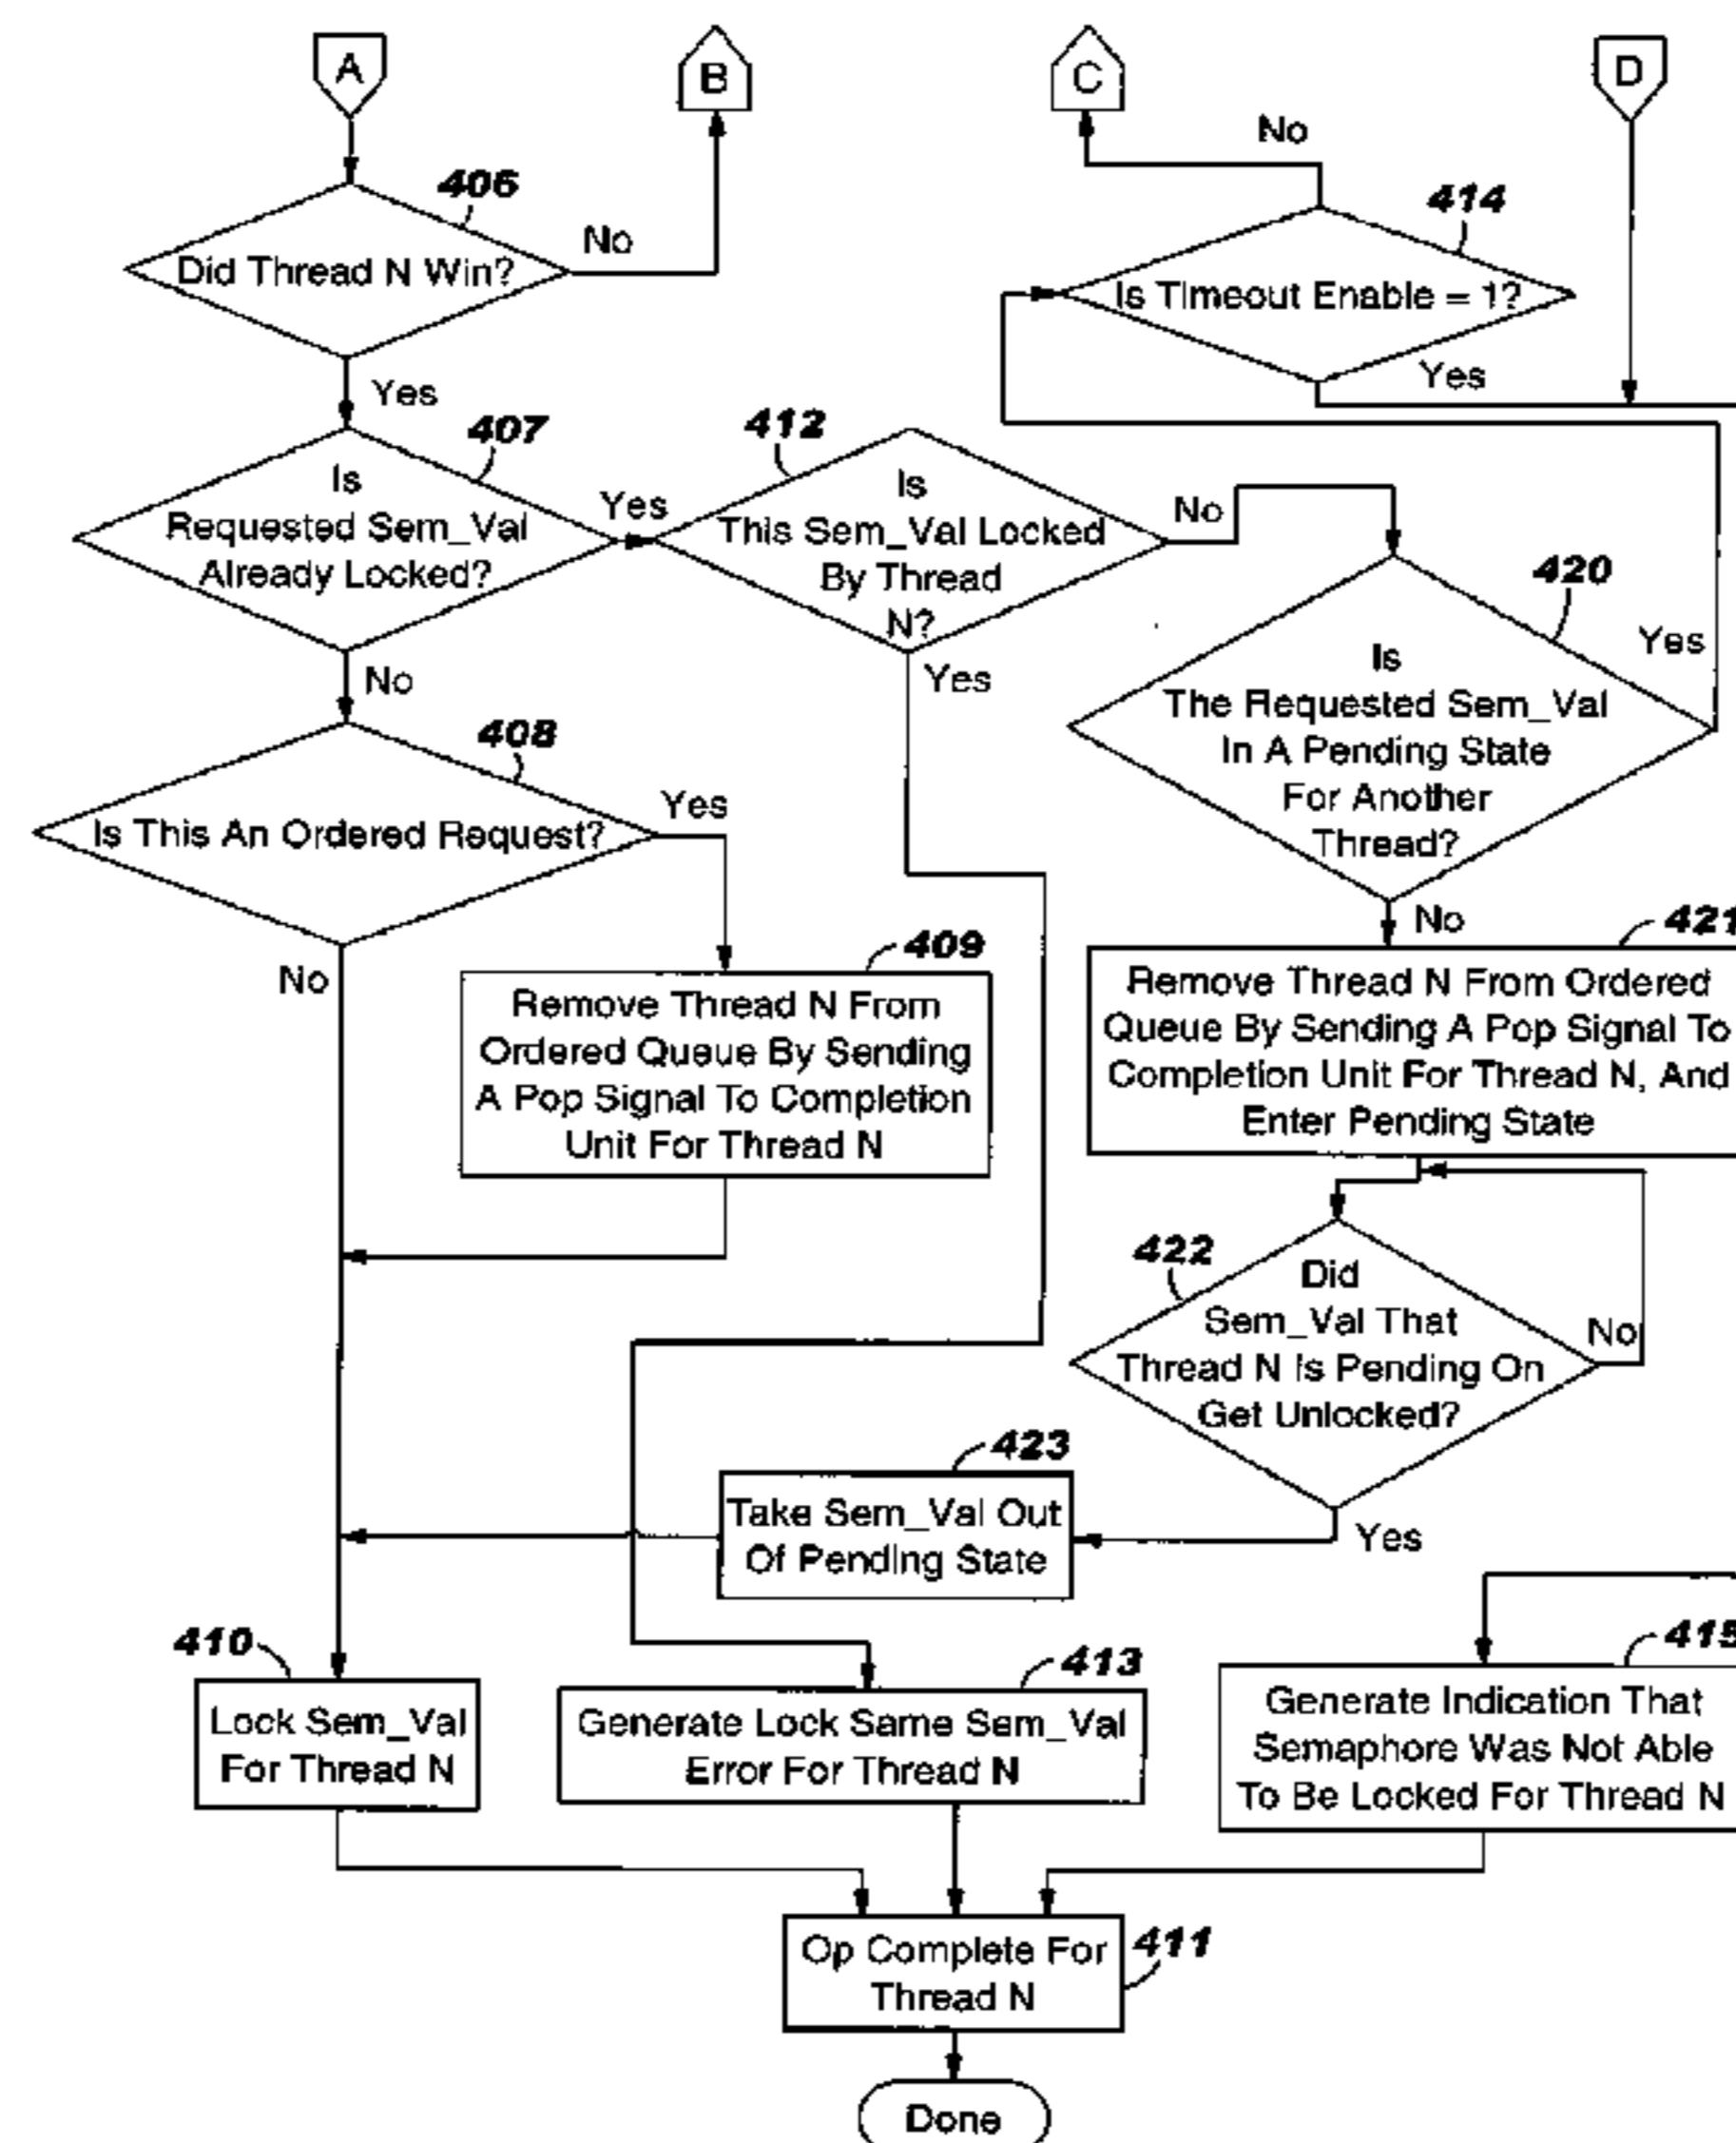 A
B
C
D
No
406
414
Did Thread N Win?
No
Is Timeout Enable = 1?
Yes
Yes
407
412
Is
Requested Sem_Val
Already Locked?
Yes
Is
This Sem_Val Locked
By Thread
N?
No
420
Yes
Is
The Requested Sem_Val
In A Pending State
For Another
Thread?
No
Yes
408
Is This An Ordered Request?
Yes
No
No
409
Remove Thread N From
Ordered Queue By Sending
A Pop Signal To Completion
Unit For Thread N
421
Remove Thread N From Ordered
Queue By Sending A Pop Signal To
Completion Unit For Thread N, And
Enter Pending State
422
Did
Sem_Val That
Thread N Is Pending On
Get Unlocked?
No
Yes
423
Take Sem_Val Out
Of Pending State
410
Lock Sem_Val
For Thread N
413
Generate Lock Same Sem_Val
Error For Thread N
415
Generate Indication That
Semaphore Was Not Able
To Be Locked For Thread N
Op Complete For
Thread N
411
Done